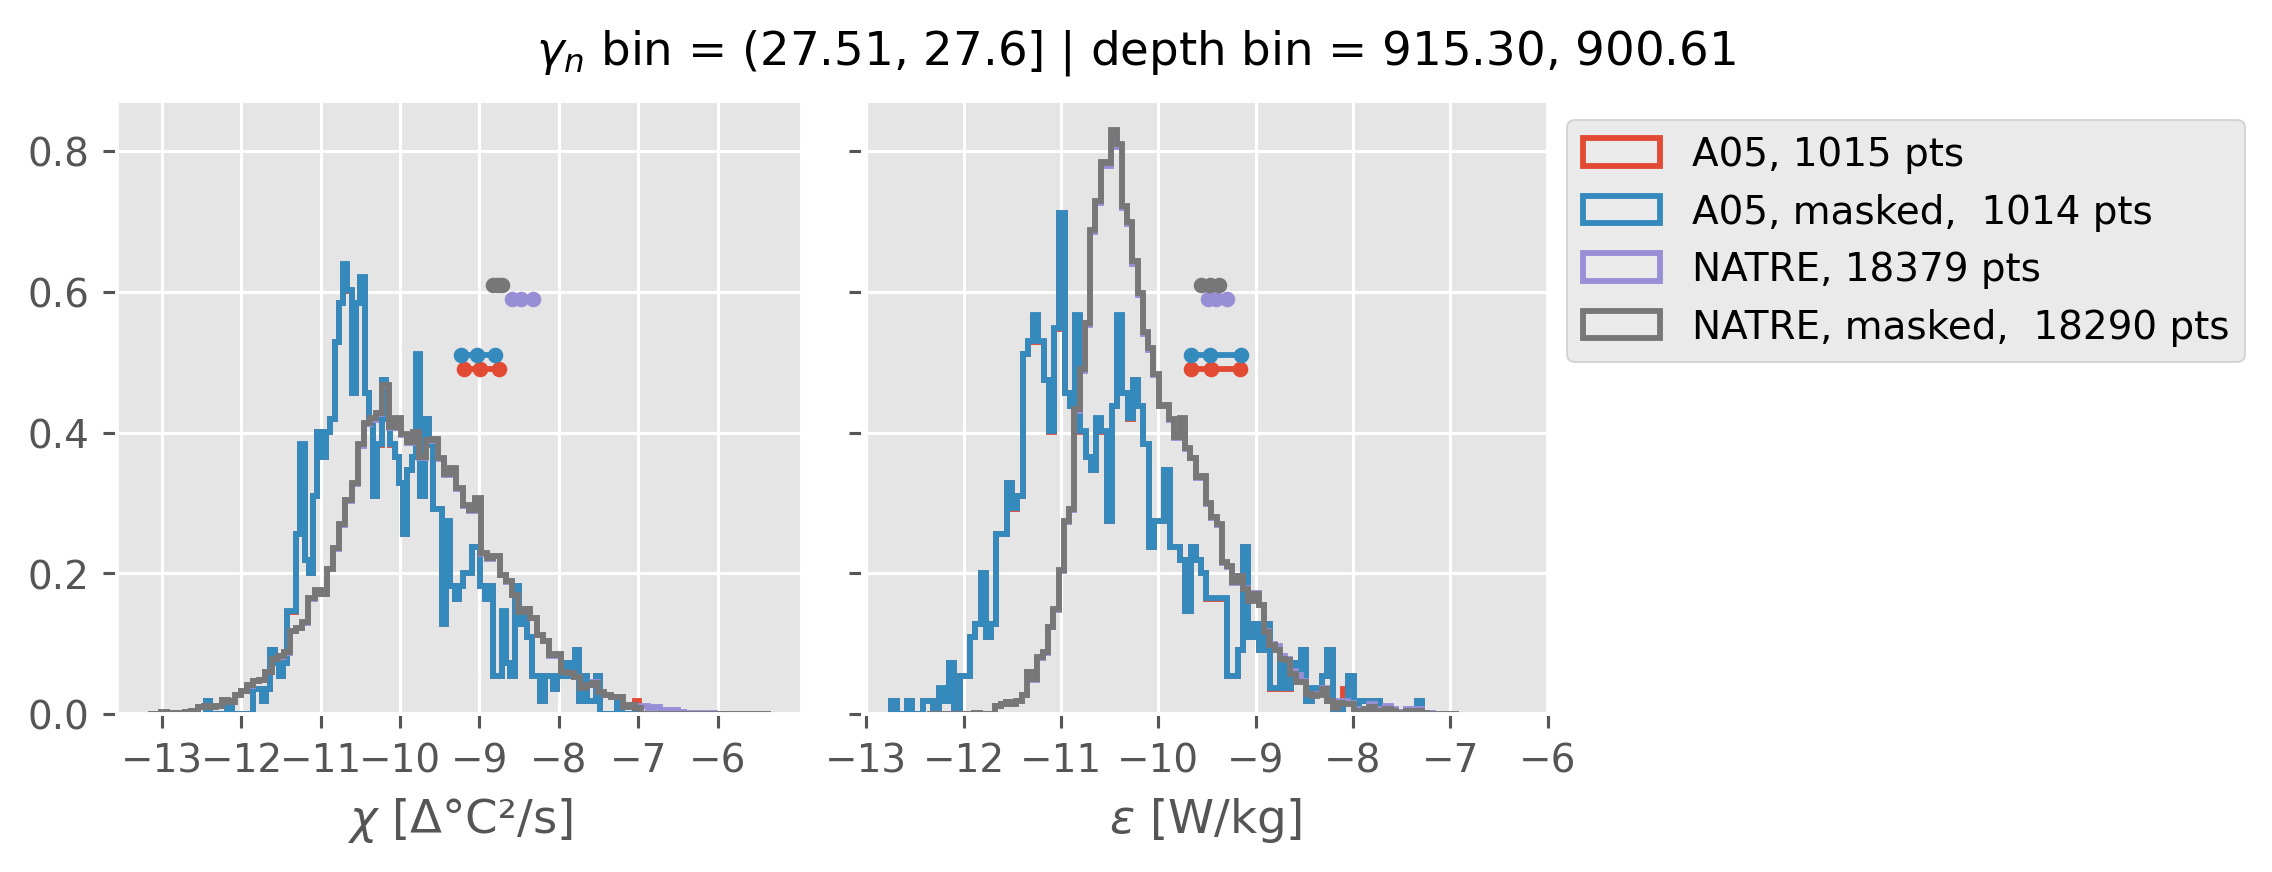 γn bin = (27.51, 27.6] | depth bin = 915.30, 900.61
0.8
0.6
0.4
0.2
0.0
−13 −12 −11 −10 −9 −8 −7 −6
χ [Δ°C²/s]
−13 −12 −11 −10 −9 −8 −7 −6
ε [W/kg]
A05, 1015 pts
A05, masked,  1014 pts
NATRE, 18379 pts
NATRE, masked,  18290 pts